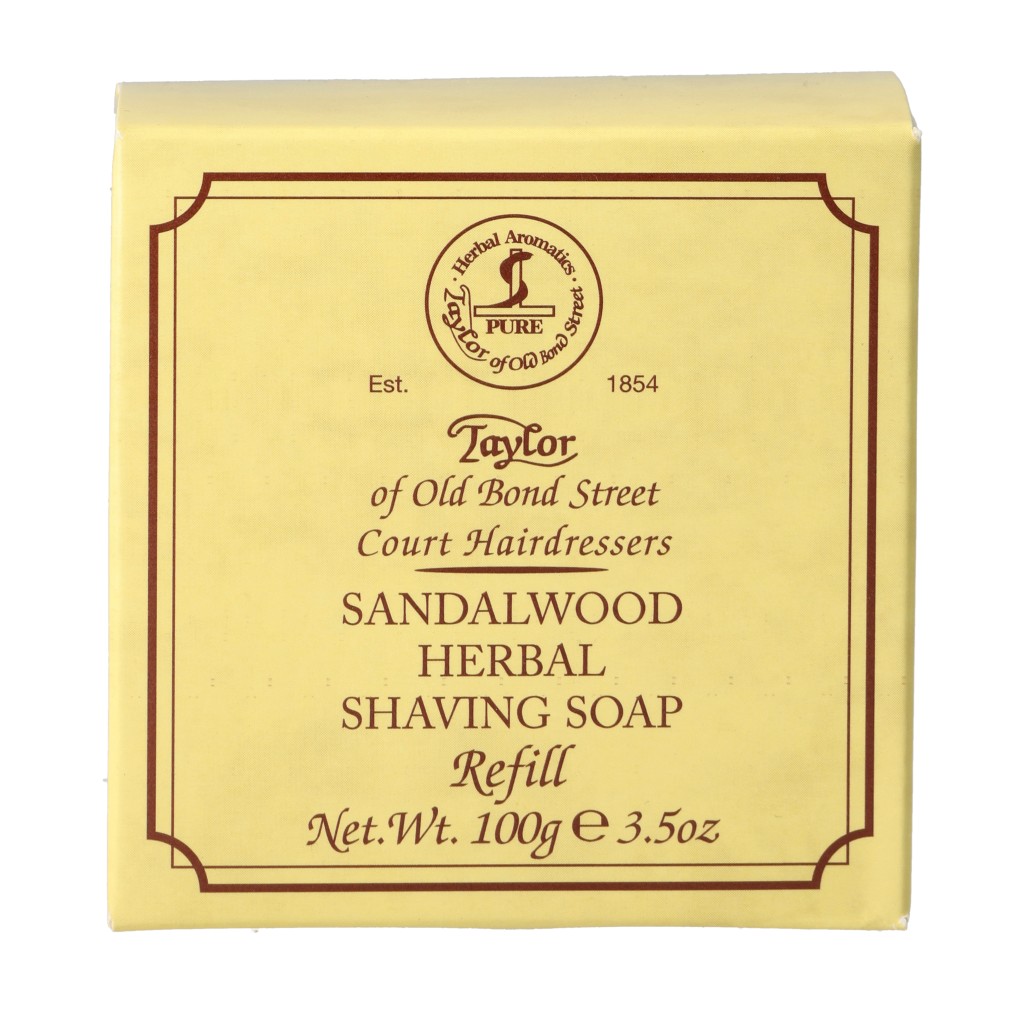 · Herbal Aromatics ·
PURE
Taylor of Old Bond Street
Est. 1854
Taylor
of Old Bond Street
Court Hairdressers
SANDALWOOD
HERBAL
SHAVING SOAP
Refill
Net.Wt. 100g ℮ 3.5oz